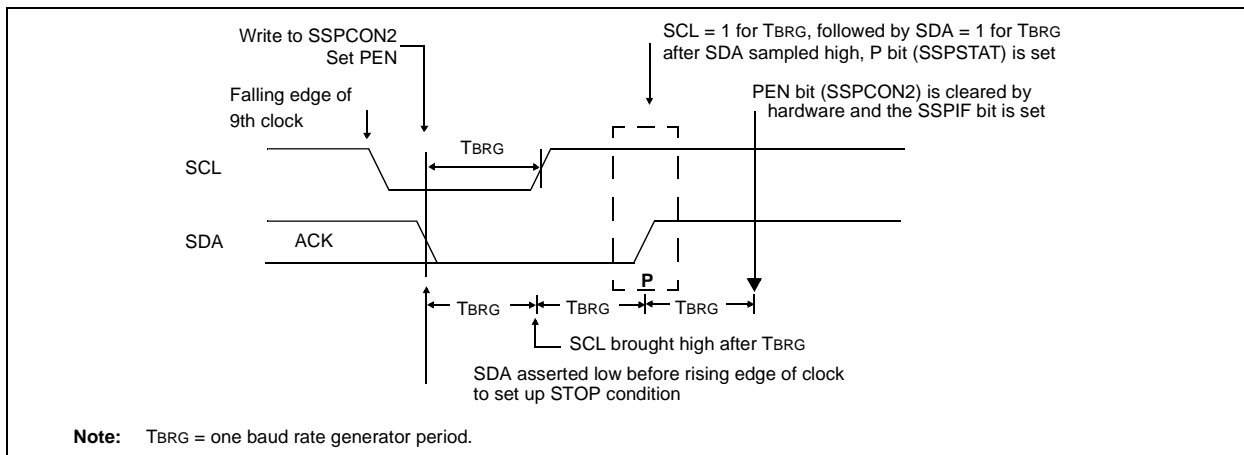 Write to SSPCON2
Set PEN
SCL = 1 for TBRG, followed by SDA = 1 for TBRG
after SDA sampled high, P bit (SSPSTAT) is set
Falling edge of
9th clock
PEN bit (SSPCON2) is cleared by
hardware and the SSPIF bit is set
TBRG
SCL
SDA
ACK
P
TBRG
TBRG
TBRG
SCL brought high after TBRG
SDA asserted low before rising edge of clock
to set up STOP condition
Note: TBRG = one baud rate generator period.